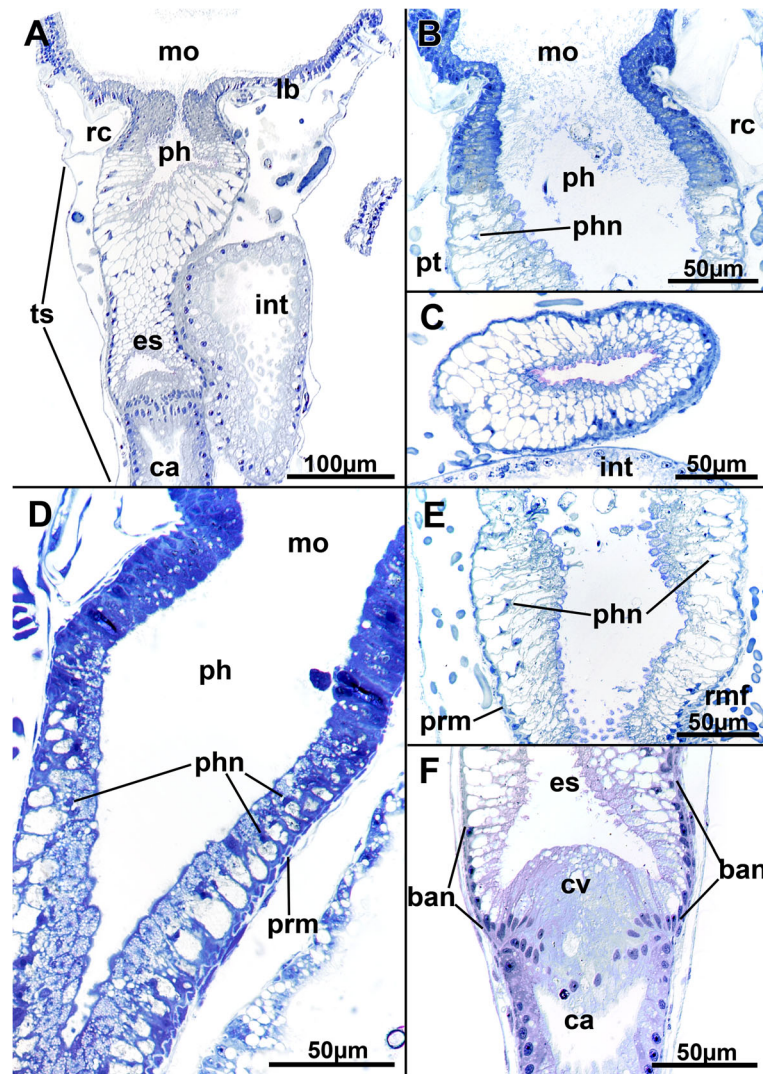 A
mo
lb
rc
ph
ts
int
es
ca
100µm
B
mo
rc
ph
phn
pt
50µm
C
int
50µm
D
mo
ph
phn
prm
50µm
E
phn
prm
rmf
50µm
F
es
ban
ban
cv
ca
50µm